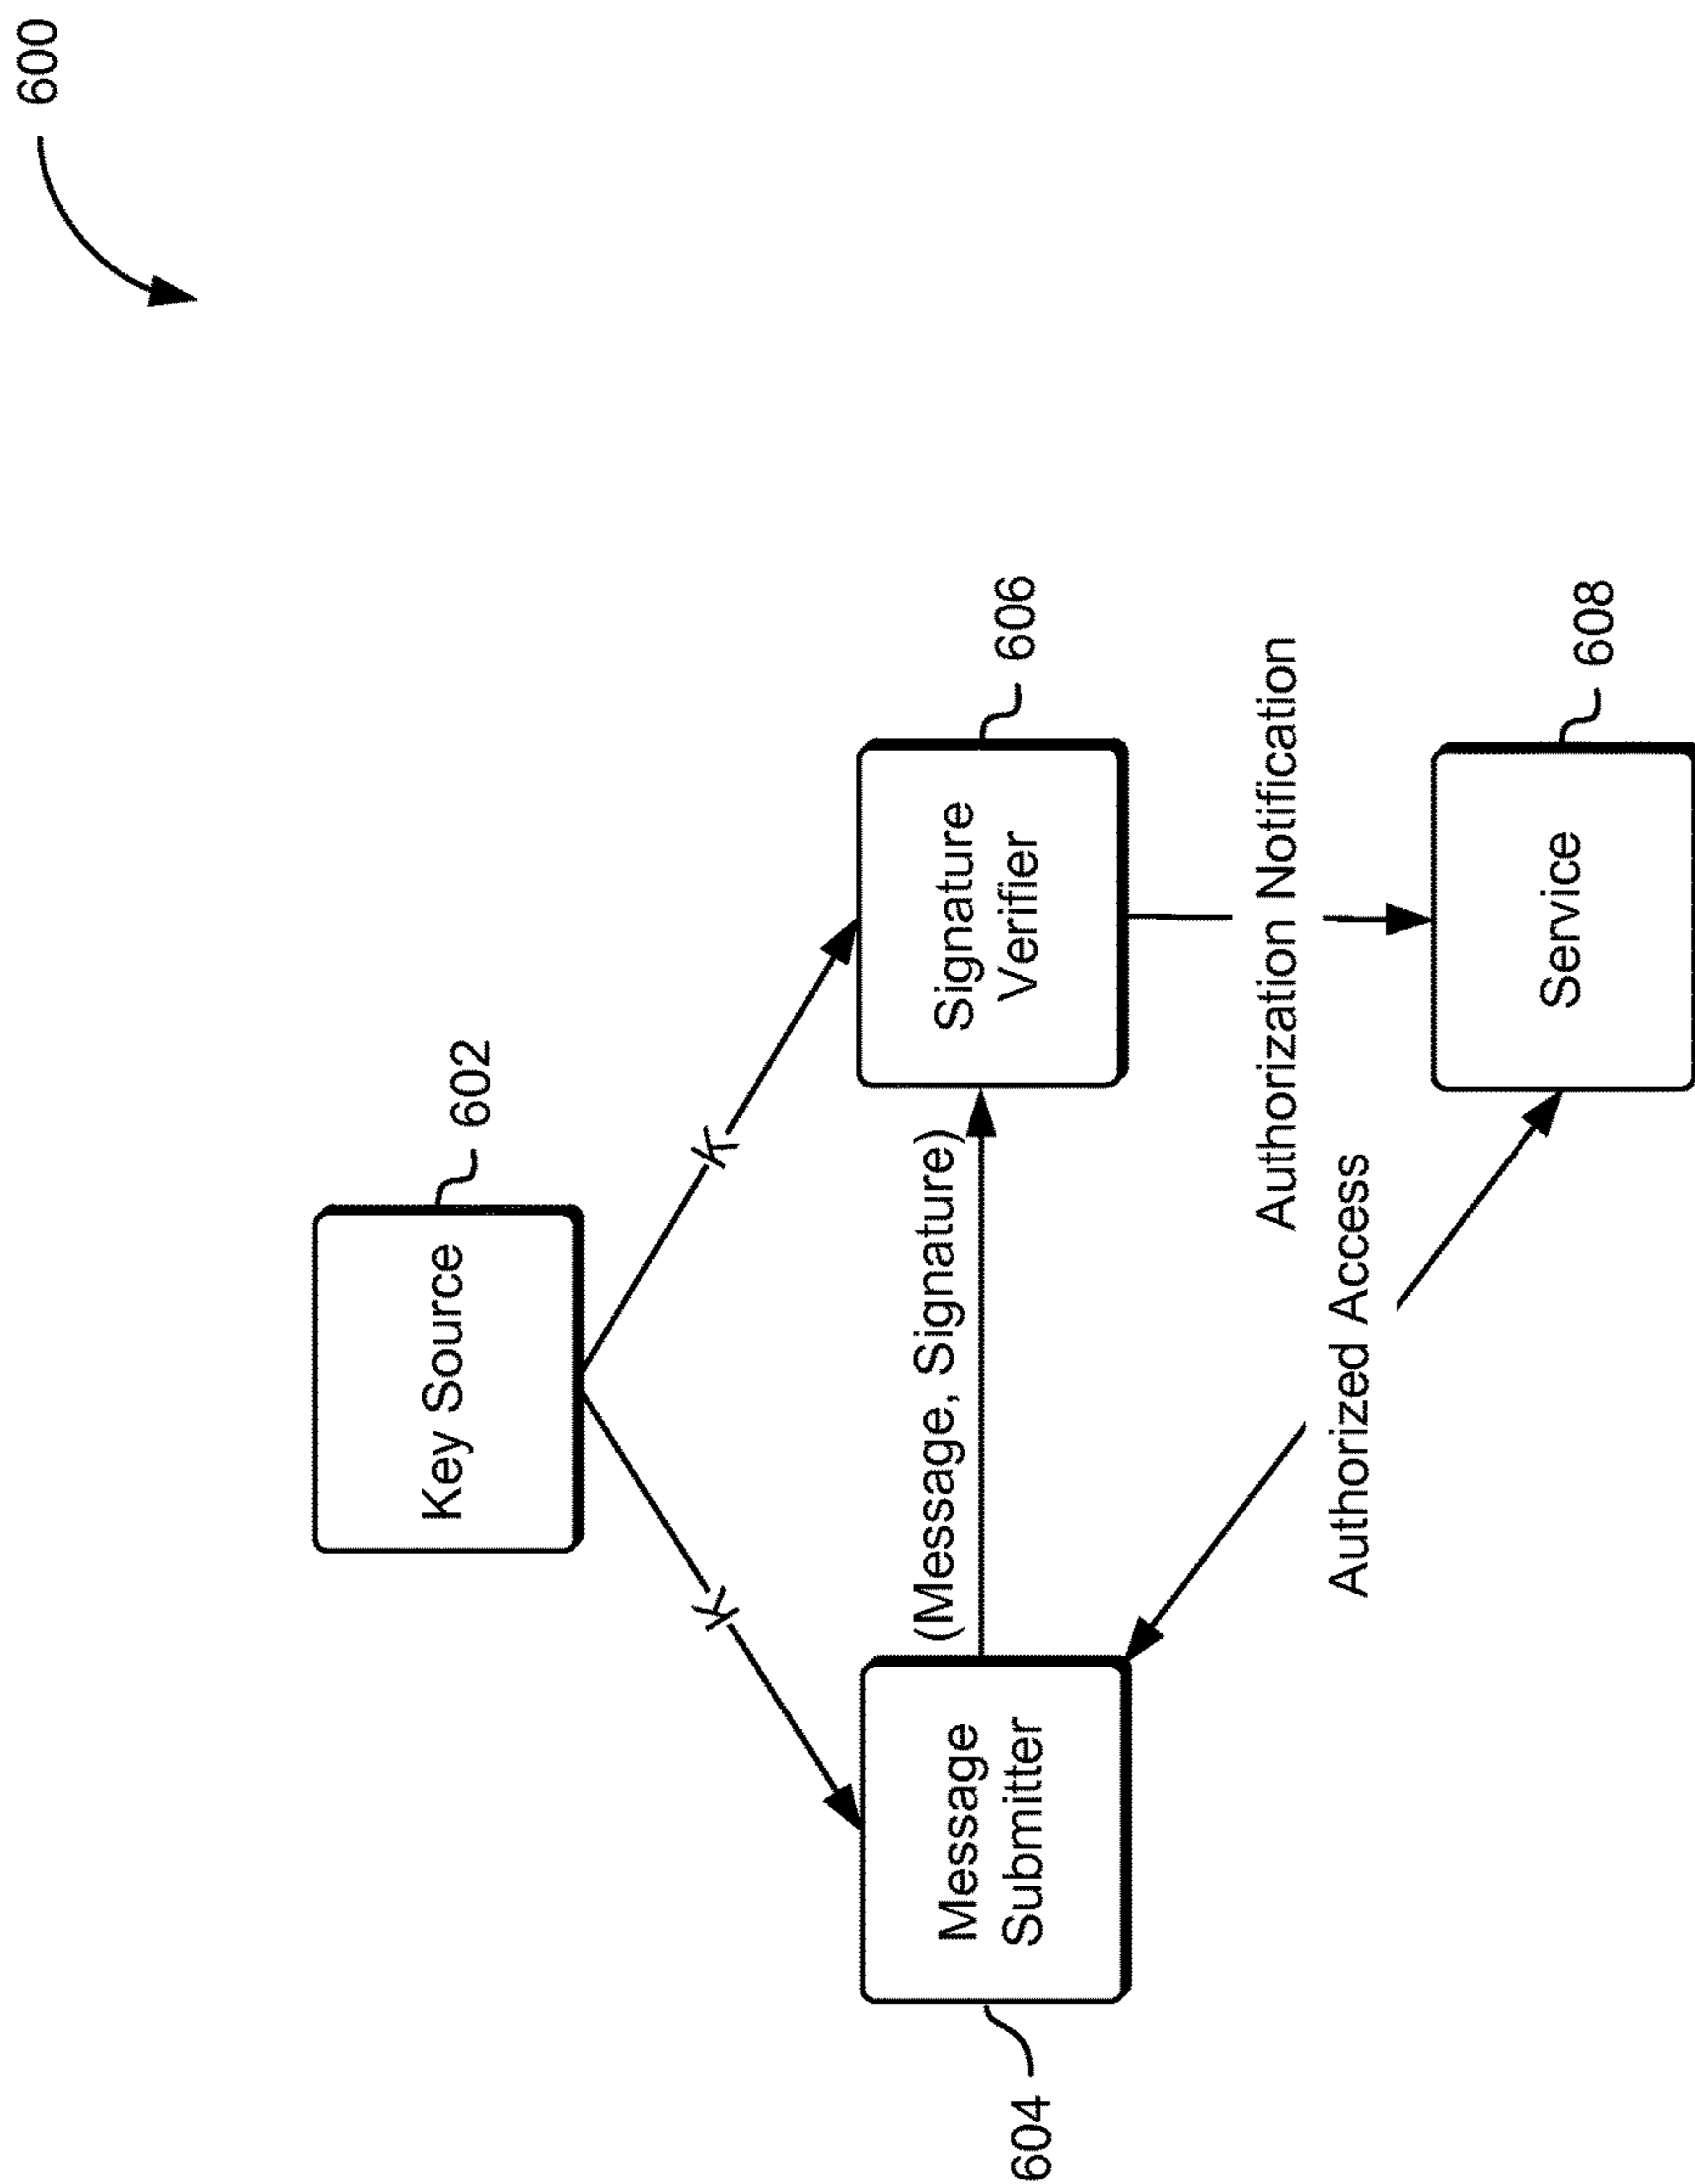 600
Key Source
602
K
K
Message
Submitter
604
(Message, Signature)
Signature
Verifier
606
Authorization Notification
Authorized Access
Service
608